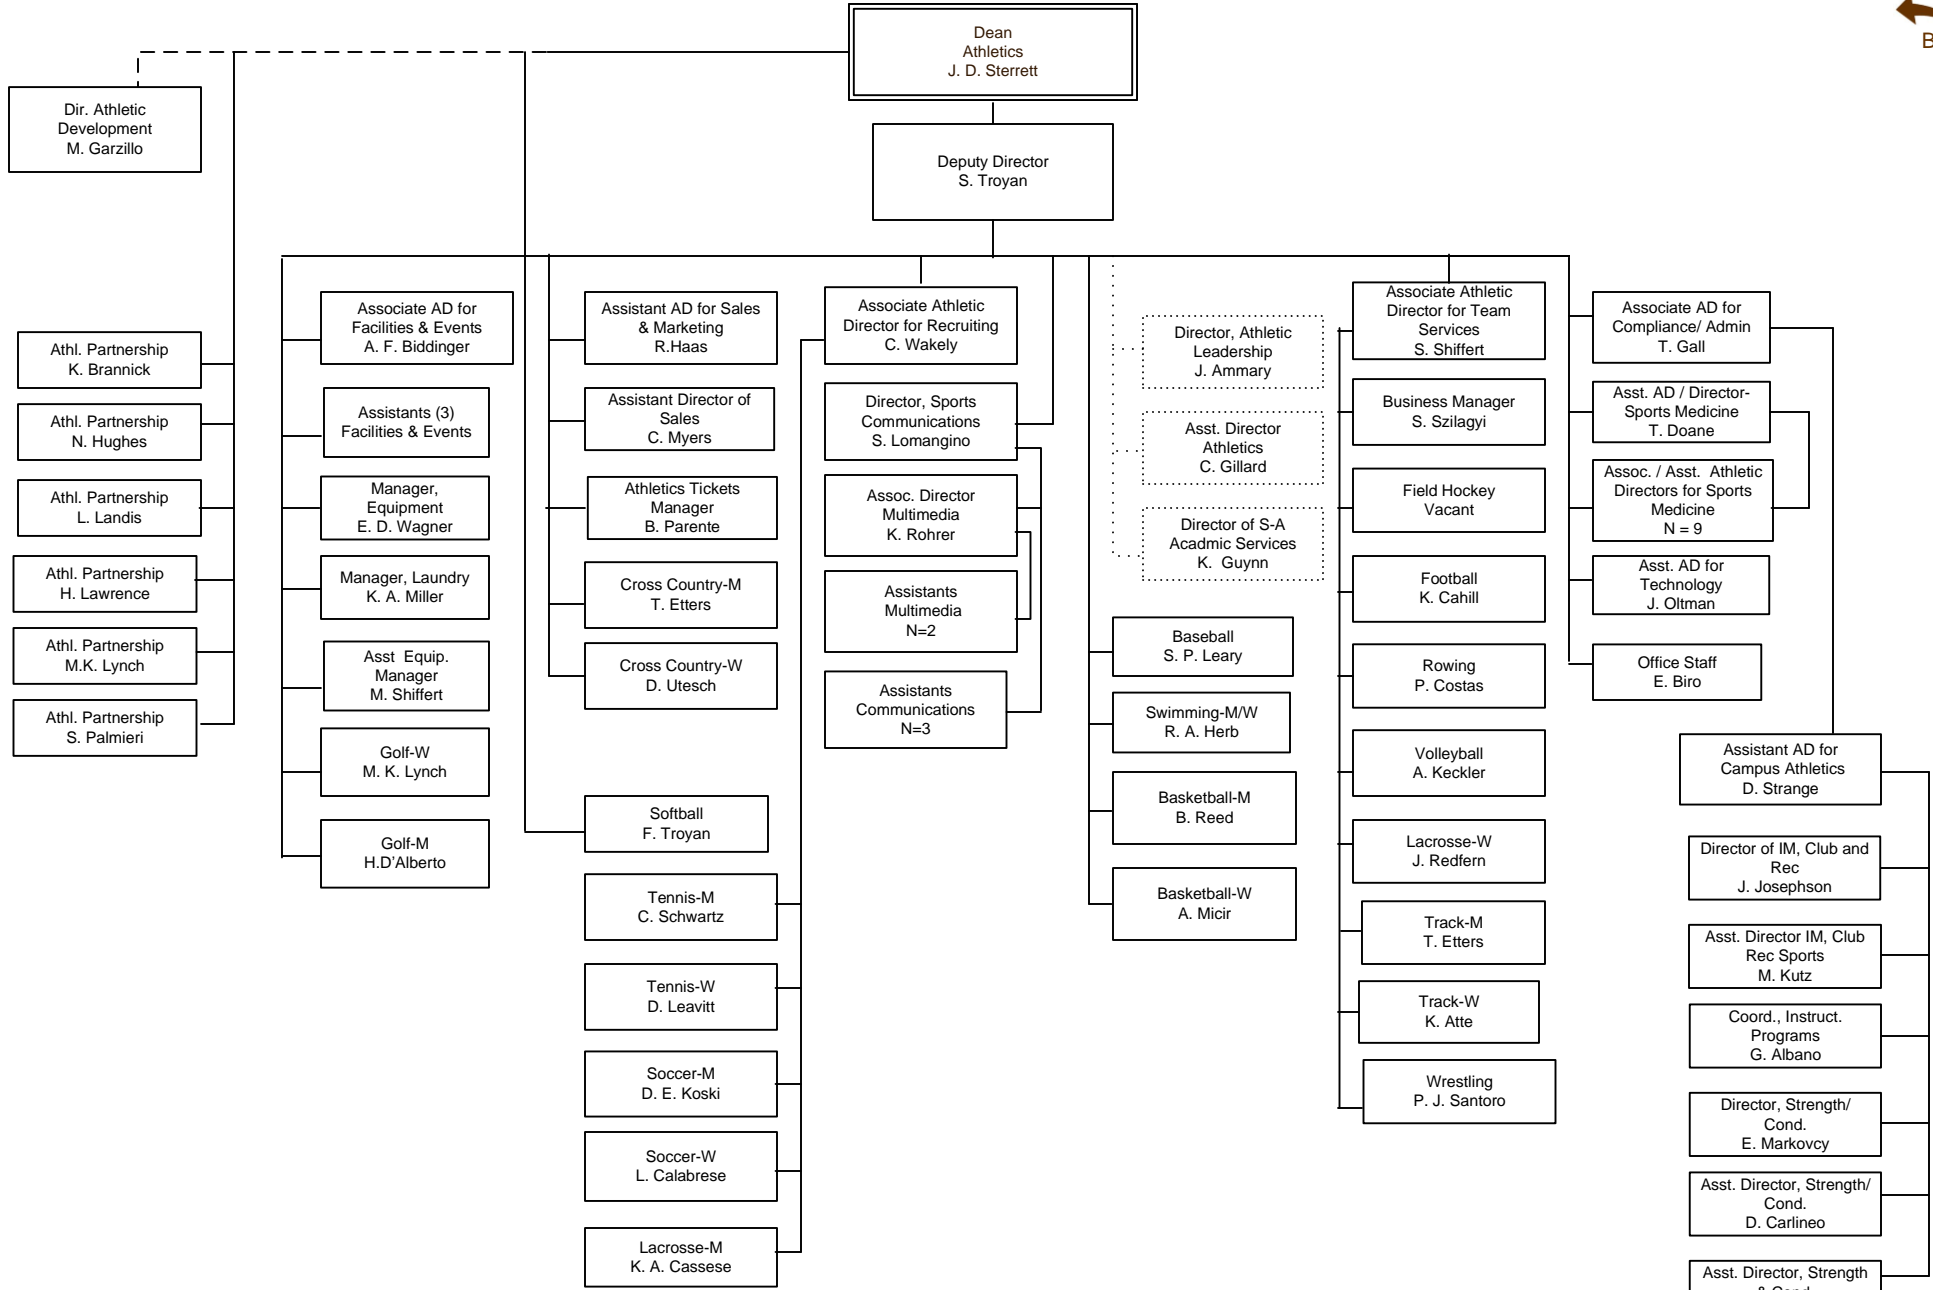 Dean
Athletics
J. D. Sterrett
B
Dir. Athletic
Development
M. Garzillo
Deputy Director
S. Troyan
Athl. Partnership
K. Brannick
Athl. Partnership
N. Hughes
Athl. Partnership
L. Landis
Athl. Partnership
H. Lawrence
Athl. Partnership
M.K. Lynch
Athl. Partnership
S. Palmieri
Associate AD for
Facilities & Events
A. F. Biddinger
Assistants (3)
Facilities & Events
Manager,
Equipment
E. D. Wagner
Manager, Laundry
K. A. Miller
Asst Equip.
Manager
M. Shiffert
Golf-W
M. K. Lynch
Golf-M
H.D'Alberto
Assistant AD for Sales
& Marketing
R.Haas
Assistant Director of
Sales
C. Myers
Athletics Tickets
Manager
B. Parente
Cross Country-M
T. Etters
Cross Country-W
D. Utesch
Softball
F. Troyan
Tennis-M
C. Schwartz
Tennis-W
D. Leavitt
Soccer-M
D. E. Koski
Soccer-W
L. Calabrese
Lacrosse-M
K. A. Cassese
Associate Athletic
Director for Recruiting
C. Wakely
Director, Sports
Communications
S. Lomangino
Assoc. Director
Multimedia
K. Rohrer
Assistants
Multimedia
N=2
Assistants
Communications
N=3
Director, Athletic
Leadership
J. Ammary
Asst. Director
Athletics
C. Gillard
Director of S-A
Acadmic Services
K. Guynn
Baseball
S. P. Leary
Swimming-M/W
R. A. Herb
Basketball-M
B. Reed
Basketball-W
A. Micir
Associate Athletic
Director for Team
Services
S. Shiffert
Business Manager
S. Szilagyi
Field Hockey
Vacant
Football
K. Cahill
Rowing
P. Costas
Volleyball
A. Keckler
Lacrosse-W
J. Redfern
Track-M
T. Etters
Track-W
K. Atte
Wrestling
P. J. Santoro
Associate AD for
Compliance/ Admin
T. Gall
Asst. AD / Director-
Sports Medicine
T. Doane
Assoc. / Asst. Athletic
Directors for Sports
Medicine
N = 9
Asst. AD for
Technology
J. Oltman
Office Staff
E. Biro
Assistant AD for
Campus Athletics
D. Strange
Director of IM, Club and
Rec
J. Josephson
Asst. Director IM, Club
Rec Sports
M. Kutz
Coord., Instruct.
Programs
G. Albano
Director, Strength/
Cond.
E. Markovcy
Asst. Director, Strength/
Cond.
D. Carlineo
Asst. Director, Strength
& Cond